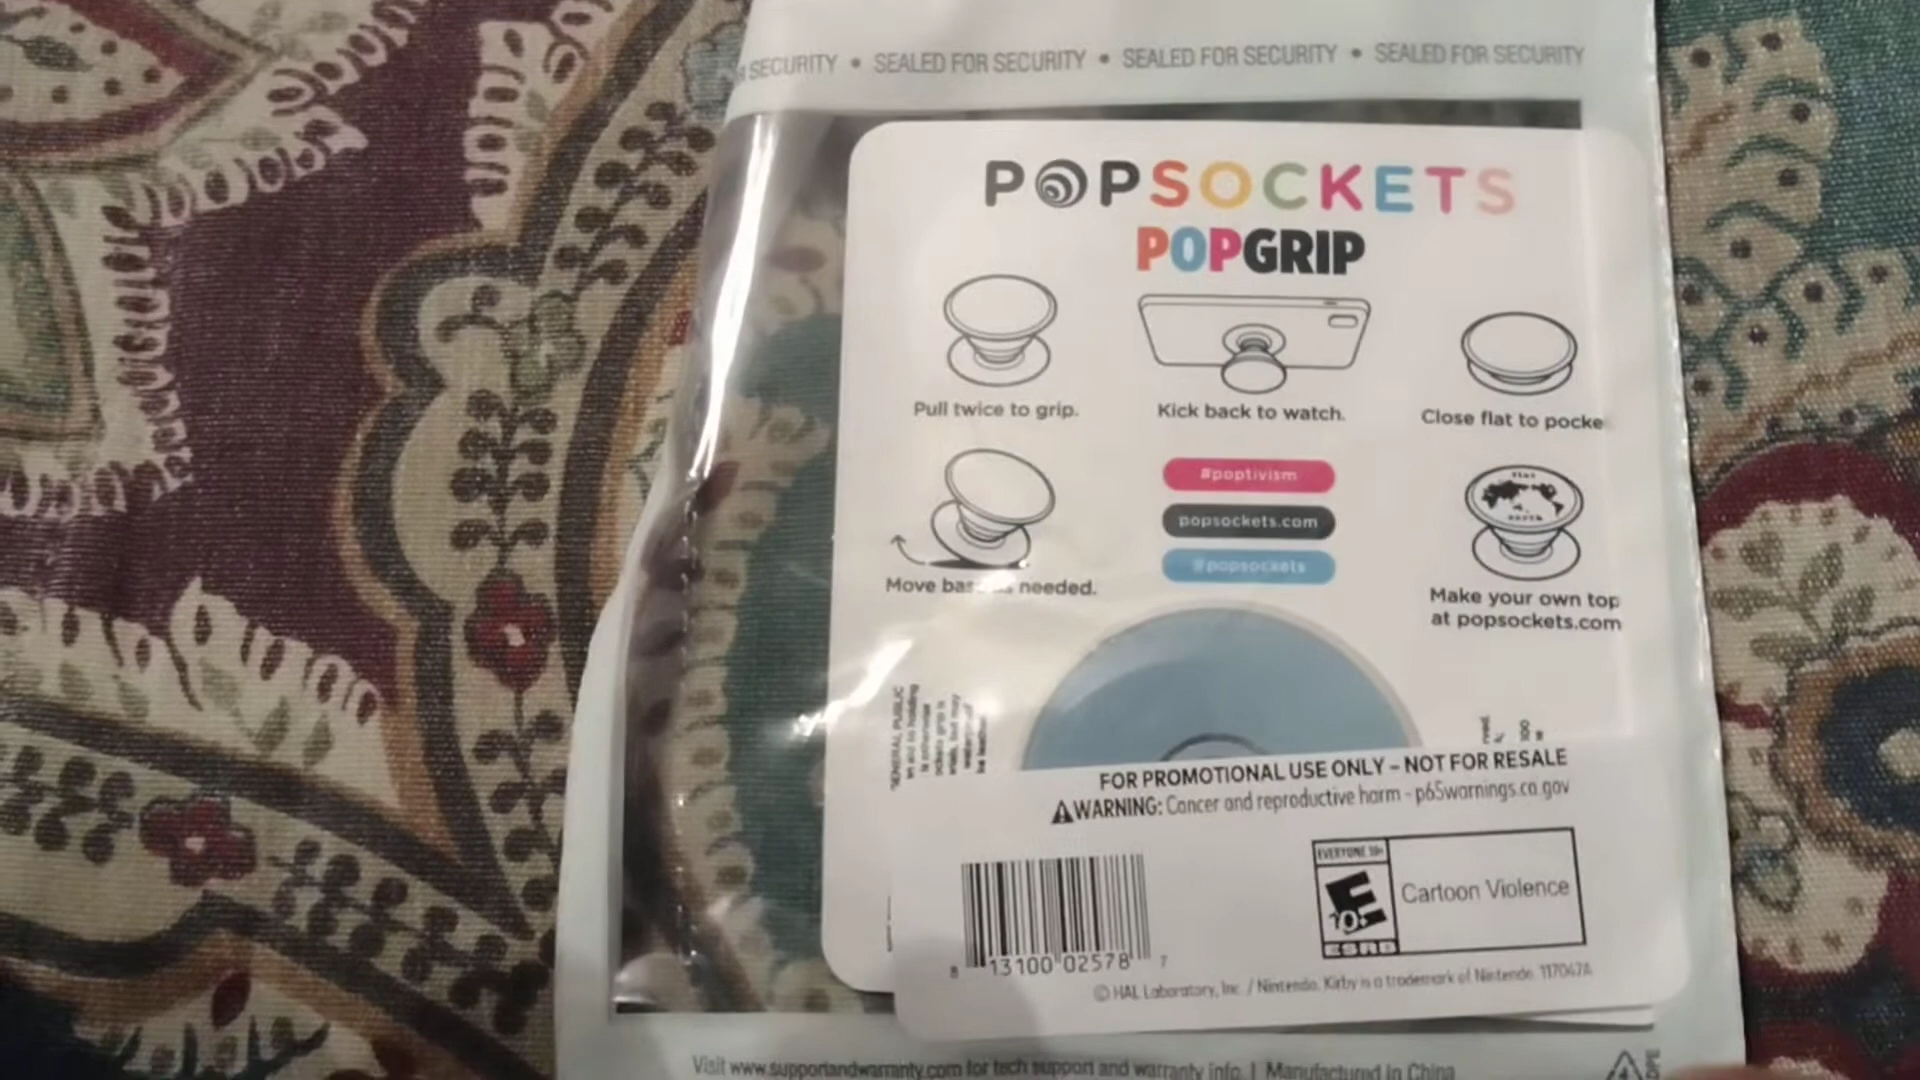 SECURITY • SEALED FOR SECURITY • SEALED FOR SECURITY • SEALED FOR SECURITY
POPSOCKETS
POPGRIP
Pull twice to grip.
Kick back to watch.
Close flat to pocke
#poptivism
popsockets.com
#popsockets
Move needed.
Make your own top
at popsockets.com
GENERAL PUBLIC
FOR PROMOTIONAL USE ONLY – NOT FOR RESALE
⚠WARNING: Cancer and reproductive harm - p65warnings.ca.gov
EVERYONE 10+
E
10+
ESRB
Cartoon Violence
8 13100 02578 7
© HAL Laboratory, Inc. / Nintendo. Kirby is a trademark of Nintendo. 117047A
Visit www.supportandwarranty.com for tech support and warranty info. | Manufactured in China